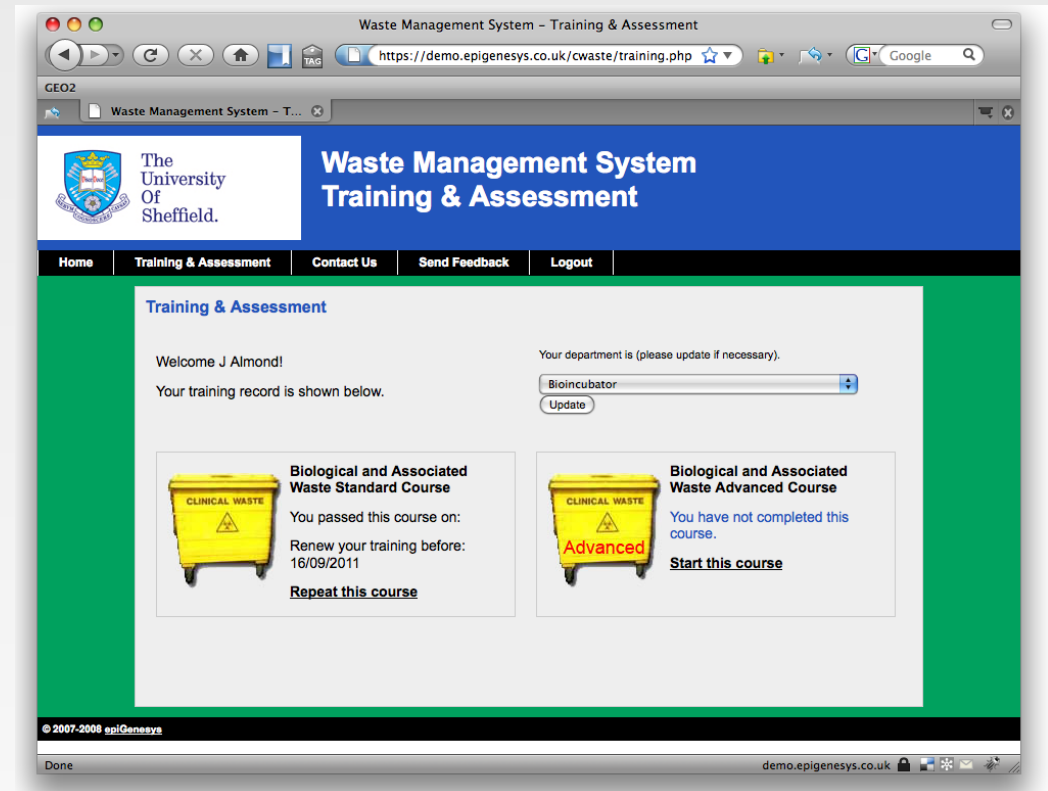 Waste Management System – Training & Assessment
TAG
https://demo.epigenesys.co.uk/cwaste/training.php
G
Google
GEO2
Waste Management System – T...
The
University
Of
Sheffield.
Waste Management System
Training & Assessment
Home
Training & Assessment
Contact Us
Send Feedback
Logout
Training & Assessment
Welcome J Almond!
Your training record is shown below.
Your department is (please update if necessary).
Bioincubator
Update
CLINICAL WASTE
Biological and Associated
Waste Standard Course
You passed this course on:
Renew your training before:
16/09/2011
Repeat this course
CLINICAL WASTE
Advanced
Biological and Associated
Waste Advanced Course
You have not completed this
course.
Start this course
© 2007-2008 epiGenesys
Done
demo.epigenesys.co.uk